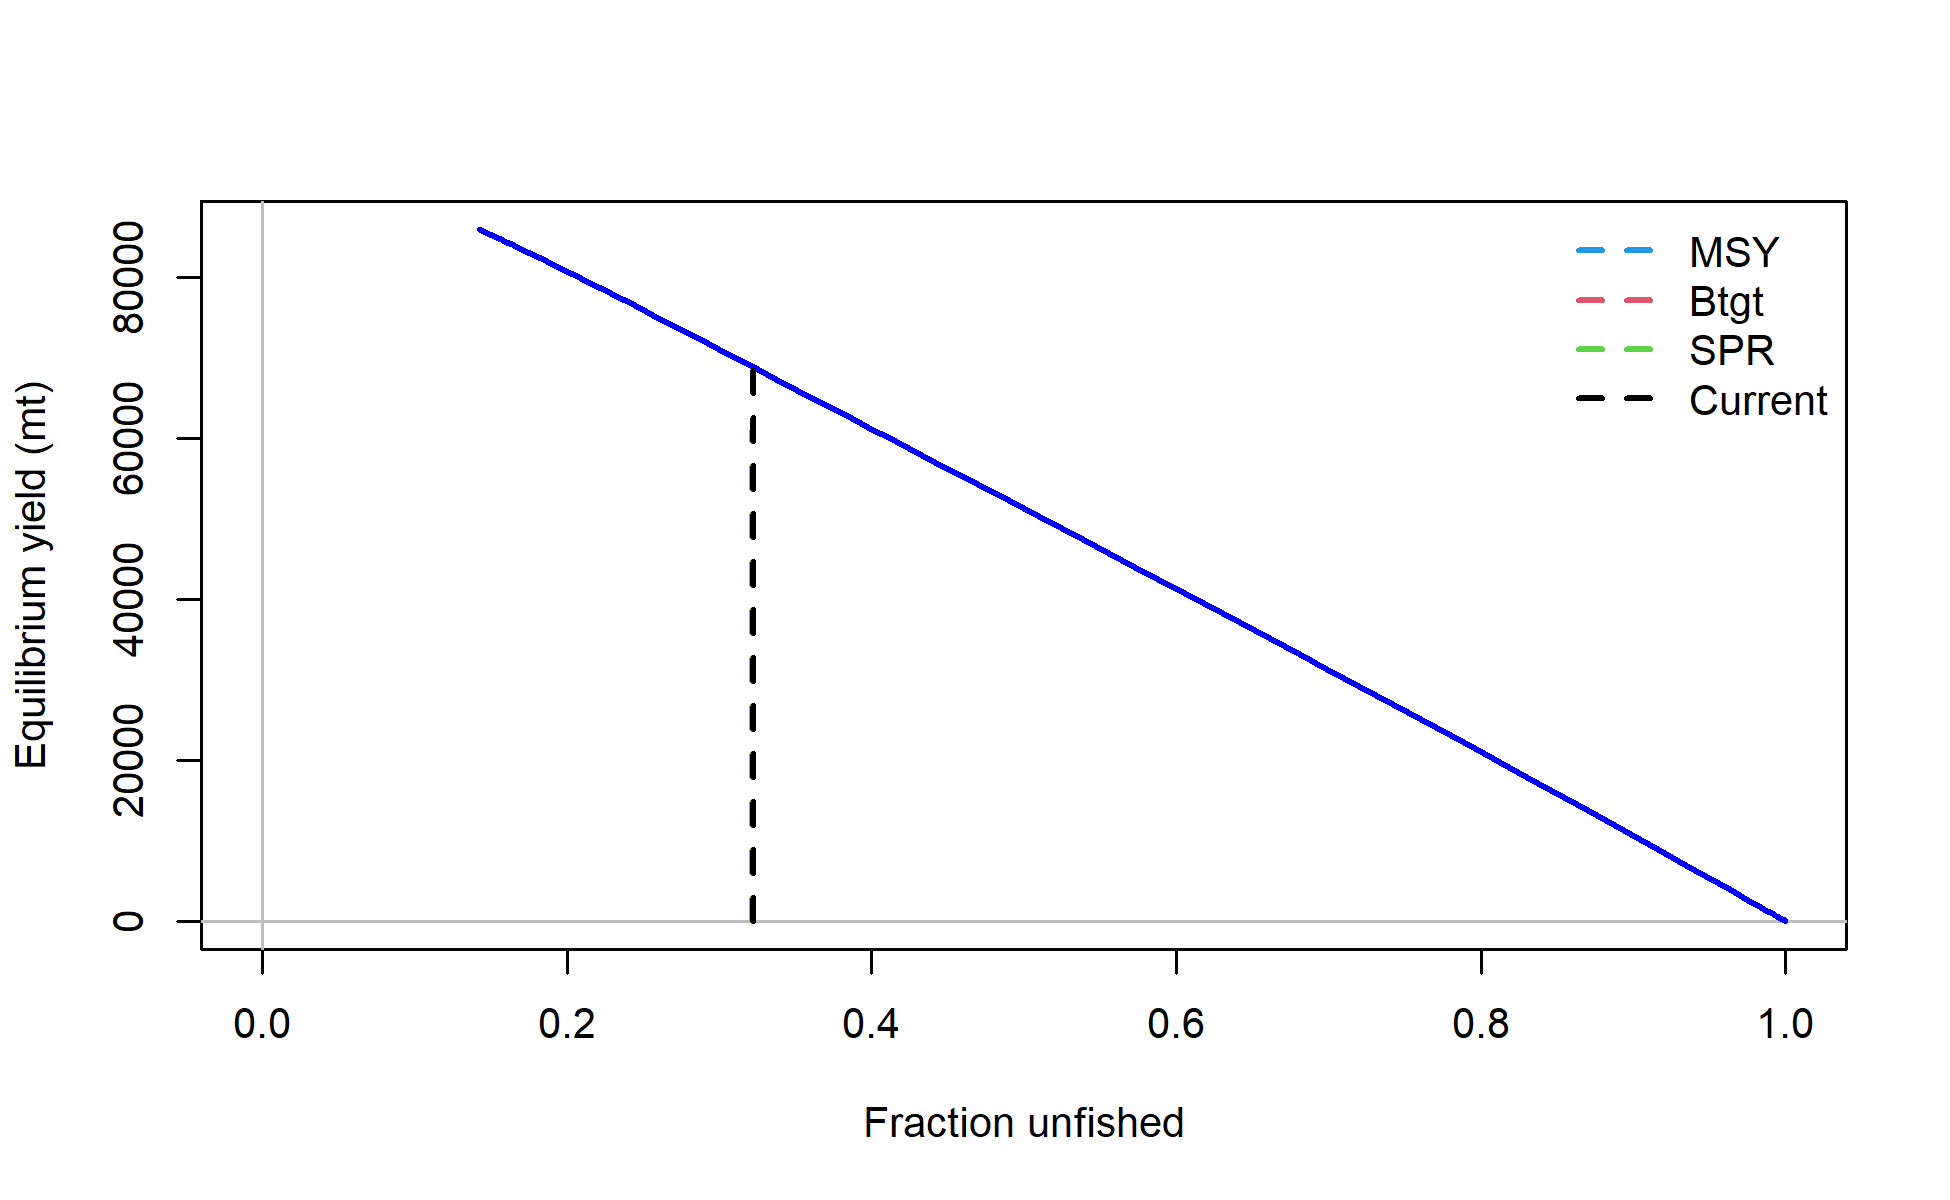 MSY
Btgt
SPR
Current
Equilibrium yield (mt)
80000
60000
40000
20000
0
0.0 0.2 0.4 0.6 0.8 1.0
Fraction unfished